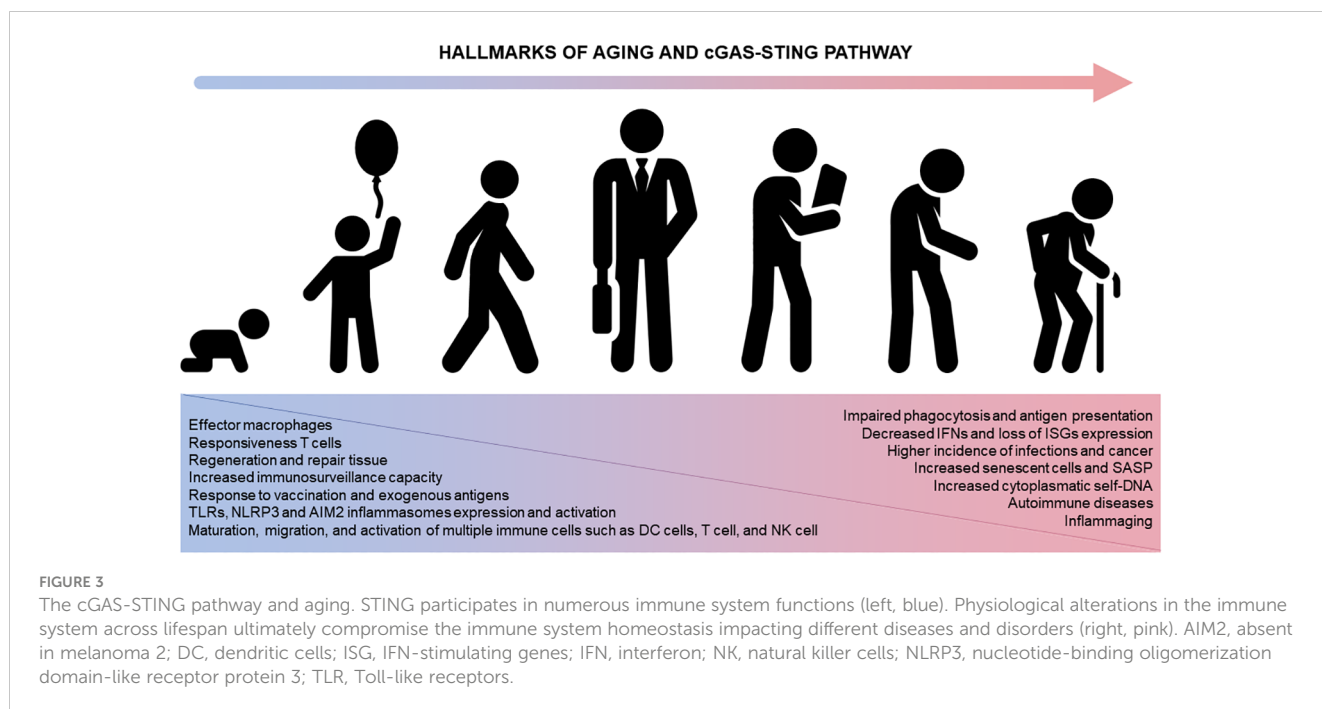 HALLMARKS OF AGING AND cGAS-STING PATHWAY
Effector macrophages
Responsiveness T cells
Regeneration and repair tissue
Increased immunosurveillance capacity
Response to vaccination and exogenous antigens
TLRs, NLRP3 and AIM2 inflammasomes expression and activation
Maturation, migration, and activation of multiple immune cells such as DC cells, T cell, and NK cell
Impaired phagocytosis and antigen presentation
Decreased IFNs and loss of ISGs expression
Higher incidence of infections and cancer
Increased senescent cells and SASP
Increased cytoplasmatic self-DNA
Autoimmune diseases
Inflammaging
FIGURE 3
The cGAS-STING pathway and aging. STING participates in numerous immune system functions (left, blue). Physiological alterations in the immune
system across lifespan ultimately compromise the immune system homeostasis impacting different diseases and disorders (right, pink). AIM2, absent
in melanoma 2; DC, dendritic cells; ISG, IFN-stimulating genes; IFN, interferon; NK, natural killer cells; NLRP3, nucleotide-binding oligomerization
domain-like receptor protein 3; TLR, Toll-like receptors.